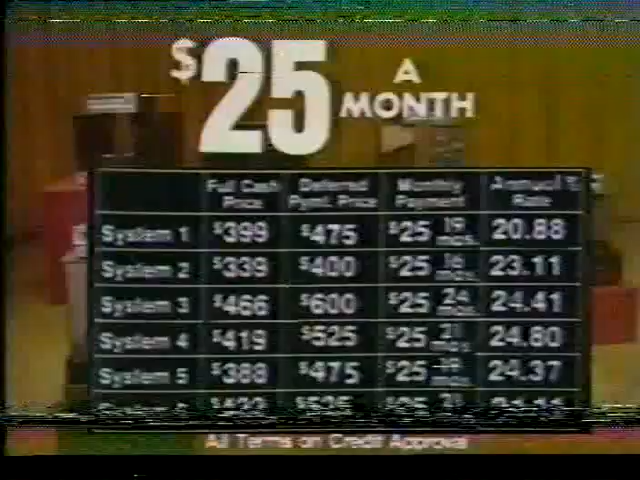 $25 A MONTH
Full Cash Price Deferred Pymt. Price Monthly Payment Annual % Rate
System 1 $399 $475 $25 19 mos. 20.88
System 2 $339 $400 $25 16 mos. 23.11
System 3 $466 $600 $25 24 mos. 24.41
System 4 $419 $525 $25 21 mos. 24.80
System 5 $388 $475 $25 19 mos. 24.37
All Terms on Credit Approval